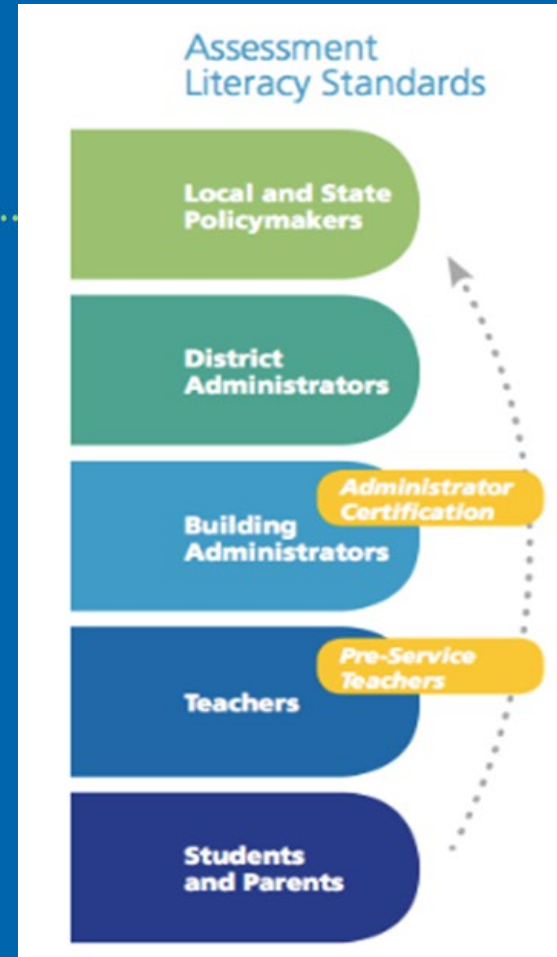 Assessment
Literacy Standards
Local and State
Policymakers
District
Administrators
Administrator
Certification
Building
Administrators
Pre-Service
Teachers
Teachers
Students
and Parents